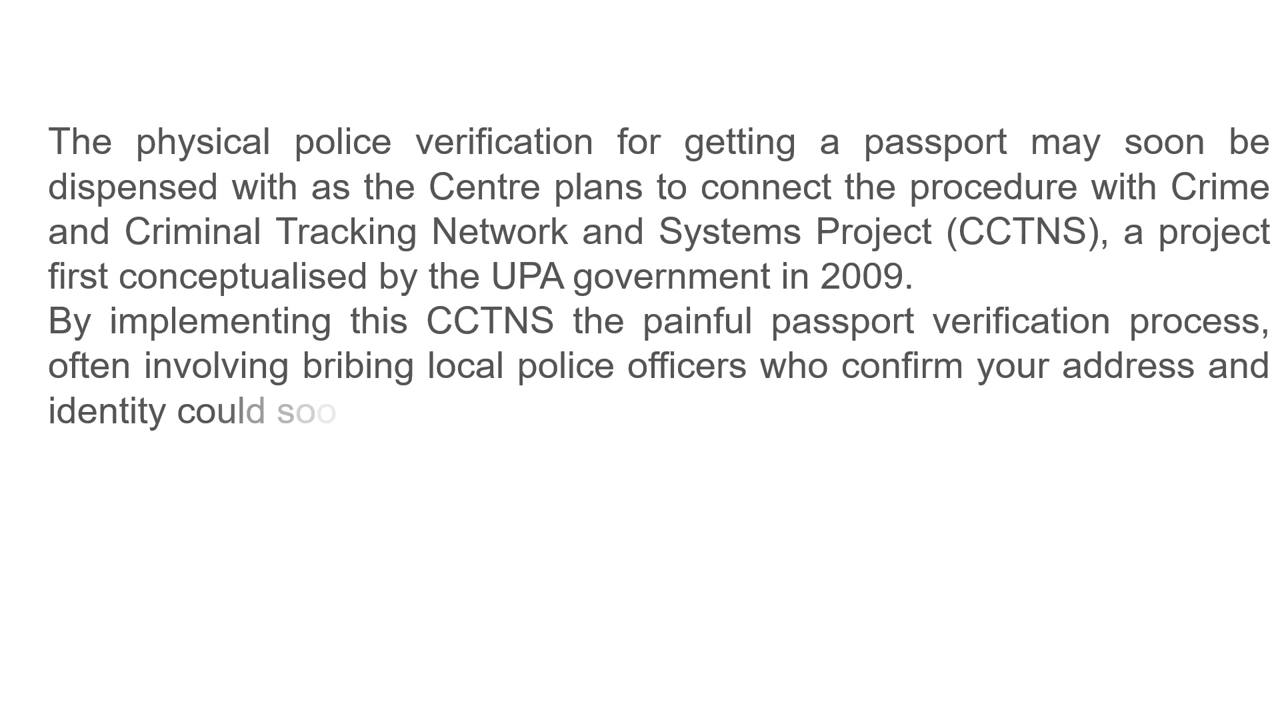 The physical police verification for getting a passport may soon be
dispensed with as the Centre plans to connect the procedure with Crime
and Criminal Tracking Network and Systems Project (CCTNS), a project
first conceptualised by the UPA government in 2009.
By implementing this CCTNS the painful passport verification process,
often involving bribing local police officers who confirm your address and
identity could soo